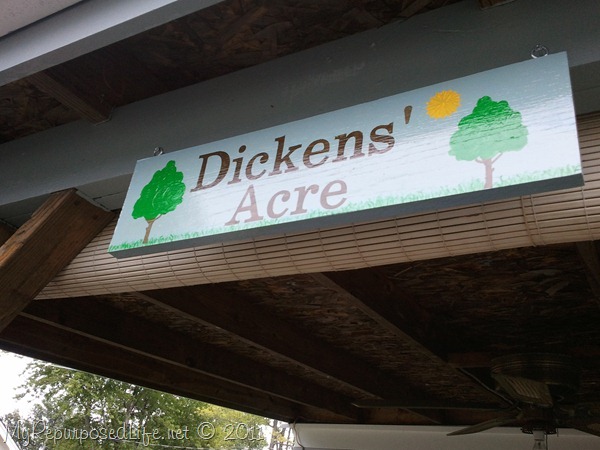 Dickens'
Acre
MyRepurposedLife.net © 2011